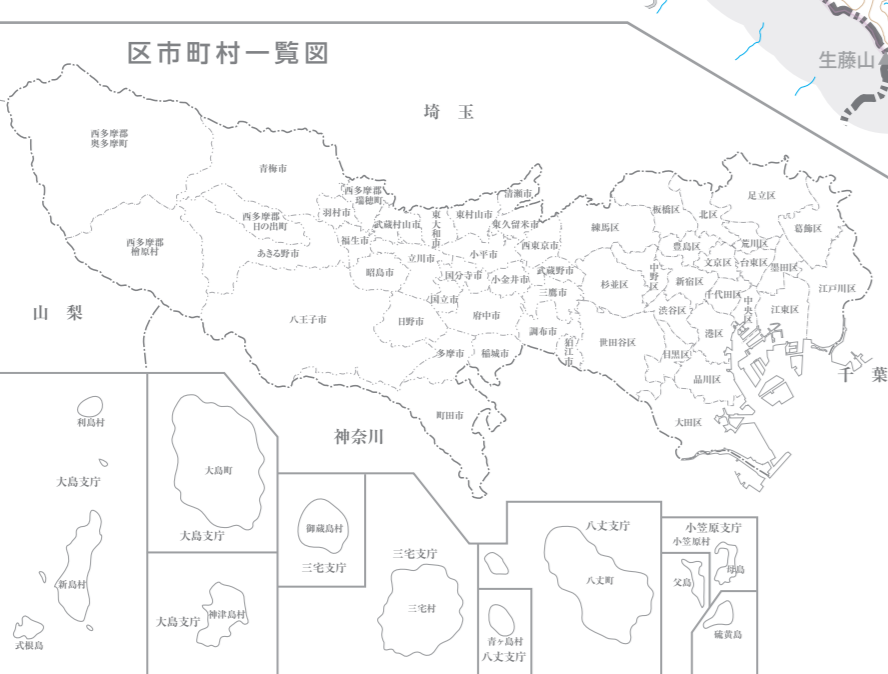 区市町村一覧図
生藤山
埼 玉
西多摩郡
奥多摩町
青梅市
西多摩郡
瑞穂町
清瀬市
足立区
板橋区
北区
羽村市
武蔵村山市
東大和市
東村山市
東久留米市
練馬区
葛飾区
西多摩郡
日の出町
西多摩郡
檜原村
あきる野市
福生市
立川市
小平市
西東京市
豊島区
荒川区
昭島市
国分寺市
小金井市
武蔵野市
中野区
新宿区
文京区
台東区
墨田区
杉並区
三鷹市
千代田区
中央区
江東区
江戸川区
国立市
府中市
渋谷区
港区
山 梨
八王子市
日野市
調布市
狛江市
世田谷区
目黒区
多摩市
稲城市
品川区
千 葉
町田市
大田区
神奈川
利島村
大島支庁
新島村
式根島
大島町
大島支庁
大島支庁
神津島村
御蔵島村
三宅支庁
三宅支庁
三宅村
八丈支庁
八丈町
青ヶ島村
八丈支庁
小笠原支庁
小笠原村
父島
母島
硫黄島